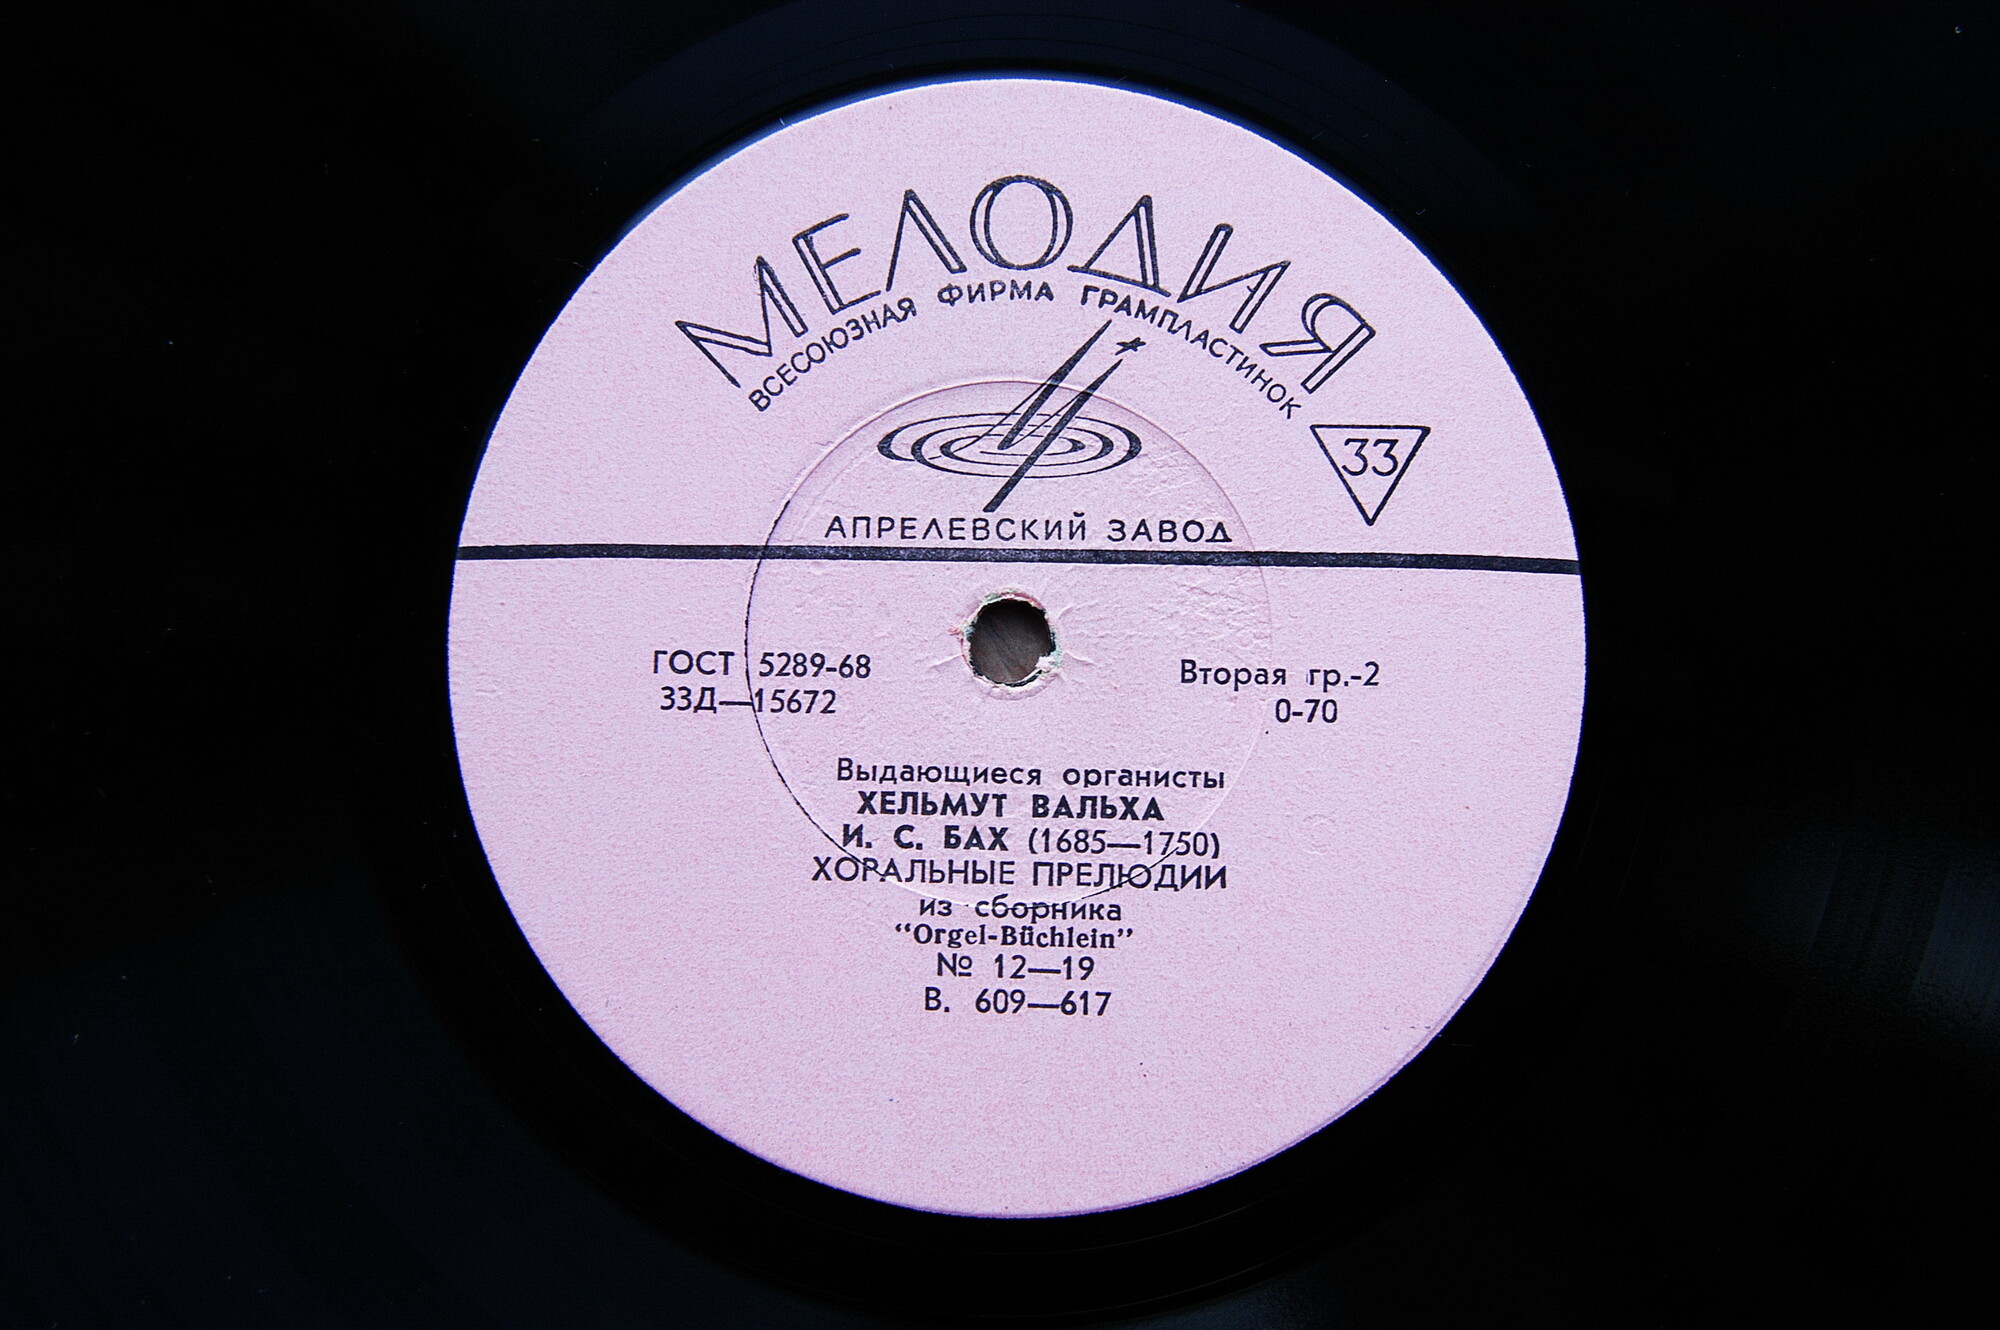 МЕЛОДИЯ
ВСЕСОЮЗНАЯ ФИРМА ГРАМПЛАСТИНОК
33
АПРЕЛЕВСКИЙ ЗАВОД
ГОСТ 5289-68
33Д—15672
Вторая гр.-2
0-70
Выдающиеся органисты
ХЕЛЬМУТ ВАЛЬХА
И. С. БАХ (1685—1750)
ХОРАЛЬНЫЕ ПРЕЛЮДИИ
из сборника
“Orgel-Büchlein”
№ 12—19
В. 609—617